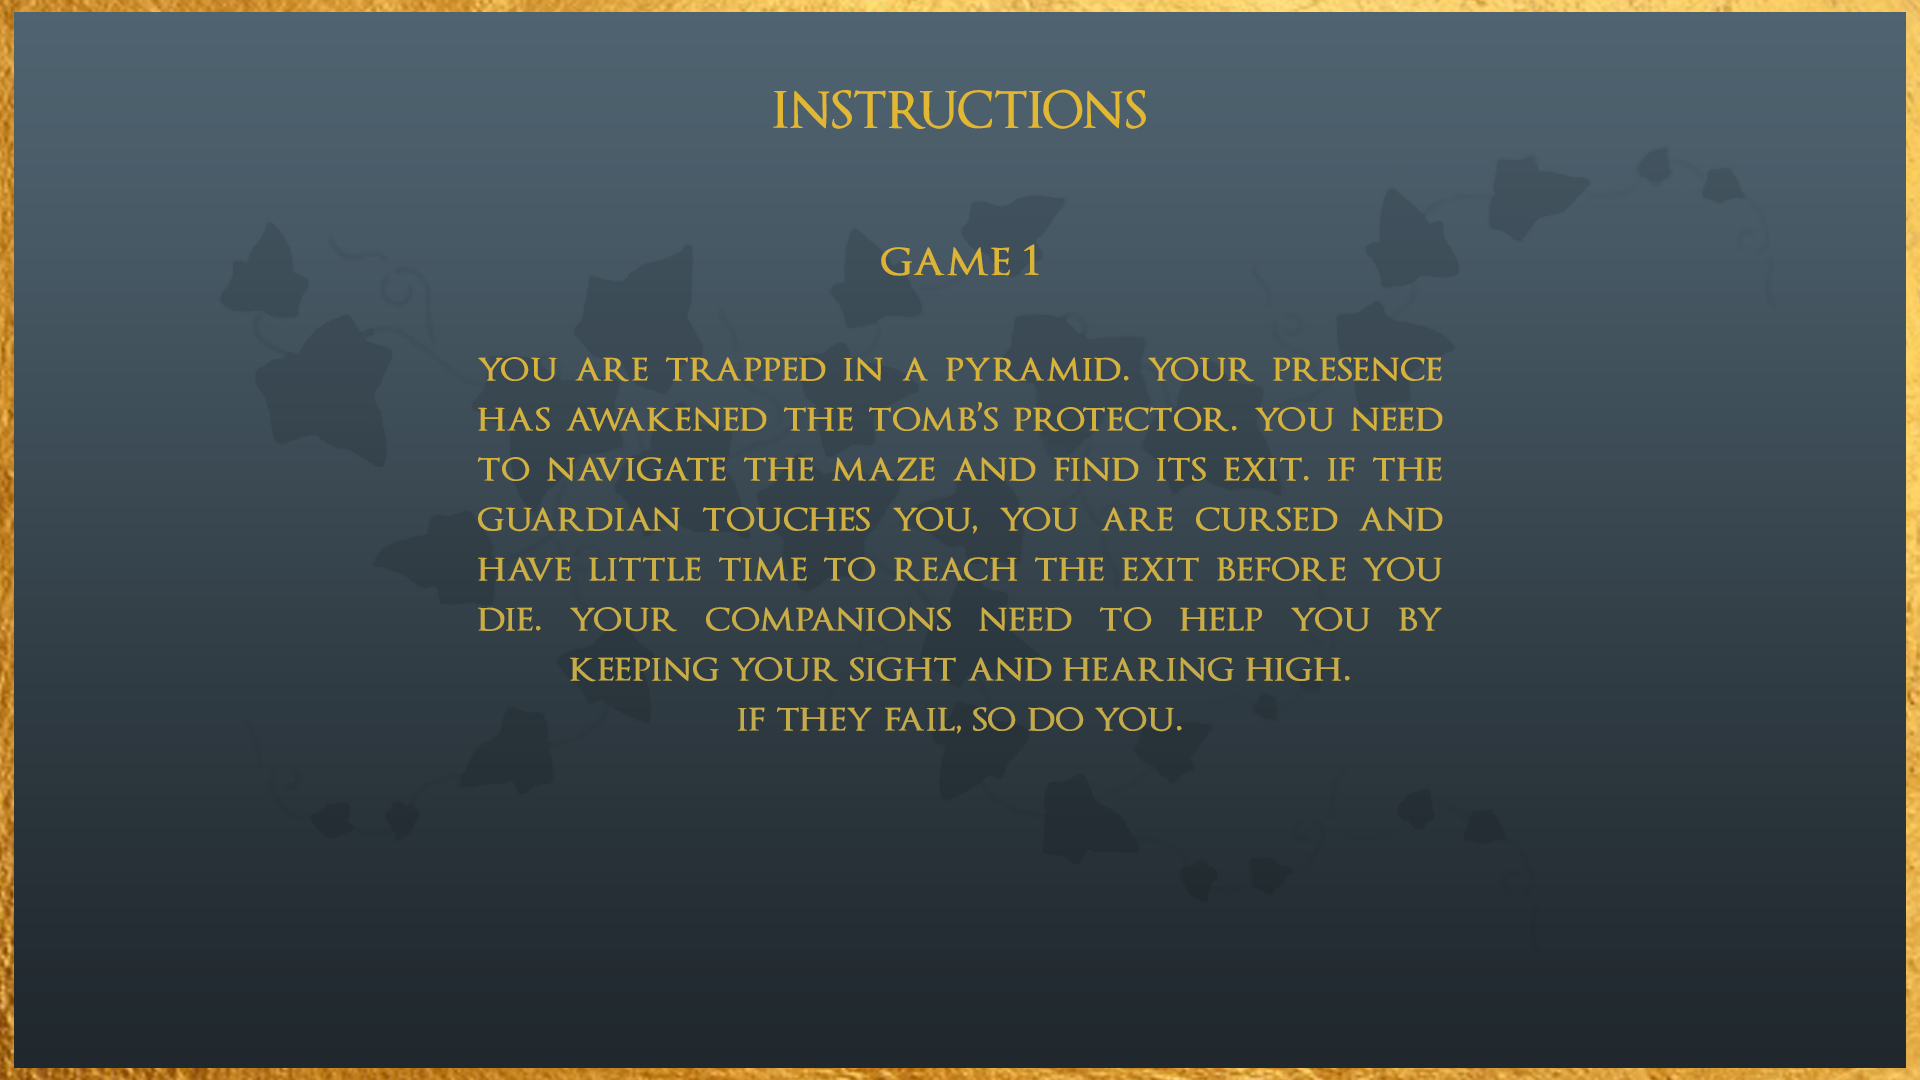 INSTRUCTIONS
GAME 1
YOU ARE TRAPPED IN A PYRAMID. YOUR PRESENCE
HAS AWAKENED THE TOMB'S PROTECTOR. YOU NEED
TO NAVIGATE THE MAZE AND FIND ITS EXIT. IF THE
GUARDIAN TOUCHES YOU, YOU ARE CURSED AND
HAVE LITTLE TIME TO REACH THE EXIT BEFORE YOU
DIE. YOUR COMPANIONS NEED TO HELP YOU BY
KEEPING YOUR SIGHT AND HEARING HIGH.
IF THEY FAIL, SO DO YOU.